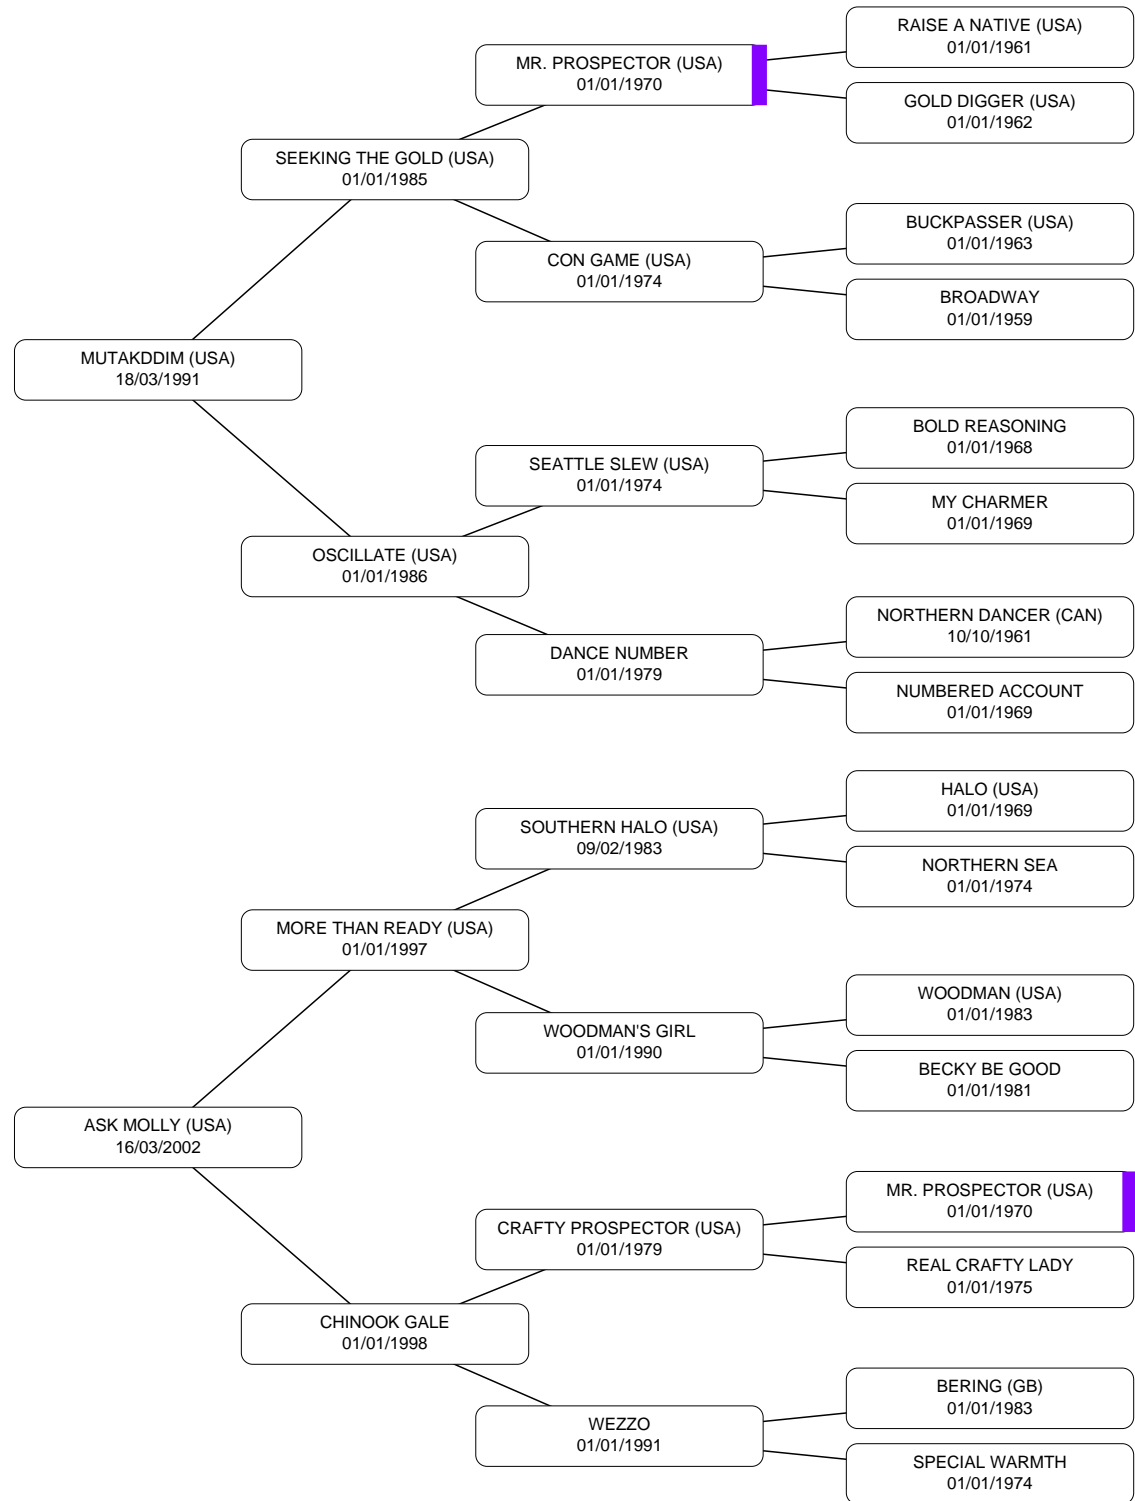 RAISE A NATIVE (USA)
01/01/1961
MR. PROSPECTOR (USA)
01/01/1970
GOLD DIGGER (USA)
01/01/1962
SEEKING THE GOLD (USA)
01/01/1985
BUCKPASSER (USA)
01/01/1963
CON GAME (USA)
01/01/1974
BROADWAY
01/01/1959
MUTAKDDIM (USA)
18/03/1991
BOLD REASONING
01/01/1968
SEATTLE SLEW (USA)
01/01/1974
MY CHARMER
01/01/1969
OSCILLATE (USA)
01/01/1986
NORTHERN DANCER (CAN)
10/10/1961
DANCE NUMBER
01/01/1979
NUMBERED ACCOUNT
01/01/1969
HALO (USA)
01/01/1969
SOUTHERN HALO (USA)
09/02/1983
NORTHERN SEA
01/01/1974
MORE THAN READY (USA)
01/01/1997
WOODMAN (USA)
01/01/1983
WOODMAN'S GIRL
01/01/1990
BECKY BE GOOD
01/01/1981
ASK MOLLY (USA)
16/03/2002
MR. PROSPECTOR (USA)
01/01/1970
CRAFTY PROSPECTOR (USA)
01/01/1979
REAL CRAFTY LADY
01/01/1975
CHINOOK GALE
01/01/1998
BERING (GB)
01/01/1983
WEZZO
01/01/1991
SPECIAL WARMTH
01/01/1974